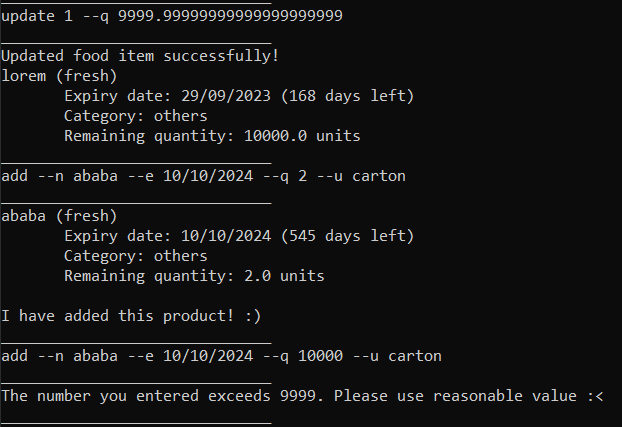 update 1 --q 9999.99999999999999999999
Updated food item successfully!
lorem (fresh)
Expiry date: 29/09/2023 (168 days left)
Category: others
Remaining quantity: 10000.0 units
add --n ababa --e 10/10/2024 --q 2 --u carton
ababa (fresh)
Expiry date: 10/10/2024 (545 days left)
Category: others
Remaining quantity: 2.0 units
I have added this product! :)
add --n ababa --e 10/10/2024 --q 10000 --u carton
The number you entered exceeds 9999. Please use reasonable value :<